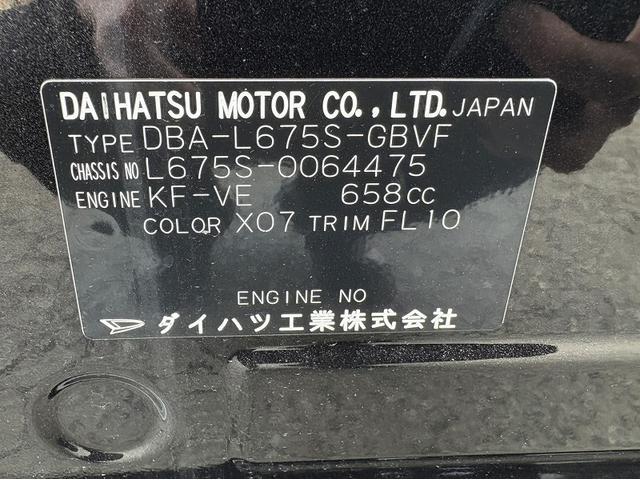 DAIHATSU MOTOR CO., LTD. JAPAN
TYPE DBA-L675S-GBVF
CHASSIS NO L675S-0064475
ENGINE KF-VE 658CC
COLOR X07 TRIM FL10
ENGINE NO
ダイハツ工業株式会社